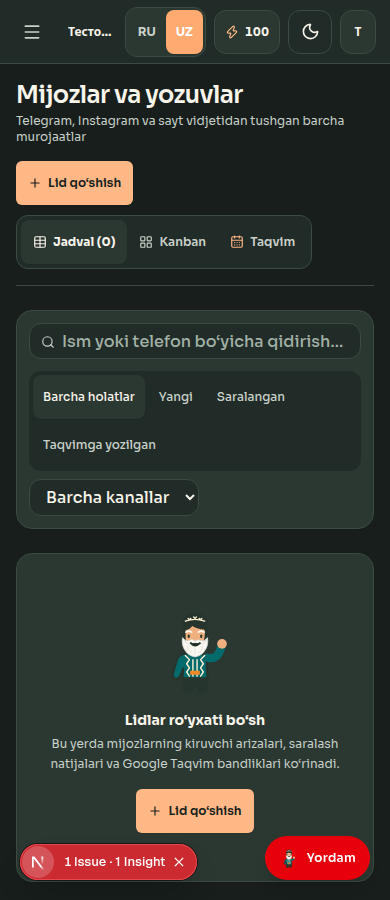 Тесто...
RU
UZ
100
T
Mijozlar va yozuvlar
Telegram, Instagram va sayt vidjetidan tushgan barcha
murojaatlar
+ Lid qo‘shish
Jadval (0)
Kanban
Taqvim
Ism yoki telefon bo‘yicha qidirish...
Barcha holatlar
Yangi
Saralangan
Taqvimga yozilgan
Barcha kanallar
Lidlar ro‘yxati bo‘sh
Bu yerda mijozlarning kiruvchi arizalari, saralash
natijalari va Google Taqvim bandliklari ko‘rinadi.
+ Lid qo‘shish
N
1 Issue · 1 Insight
Yordam